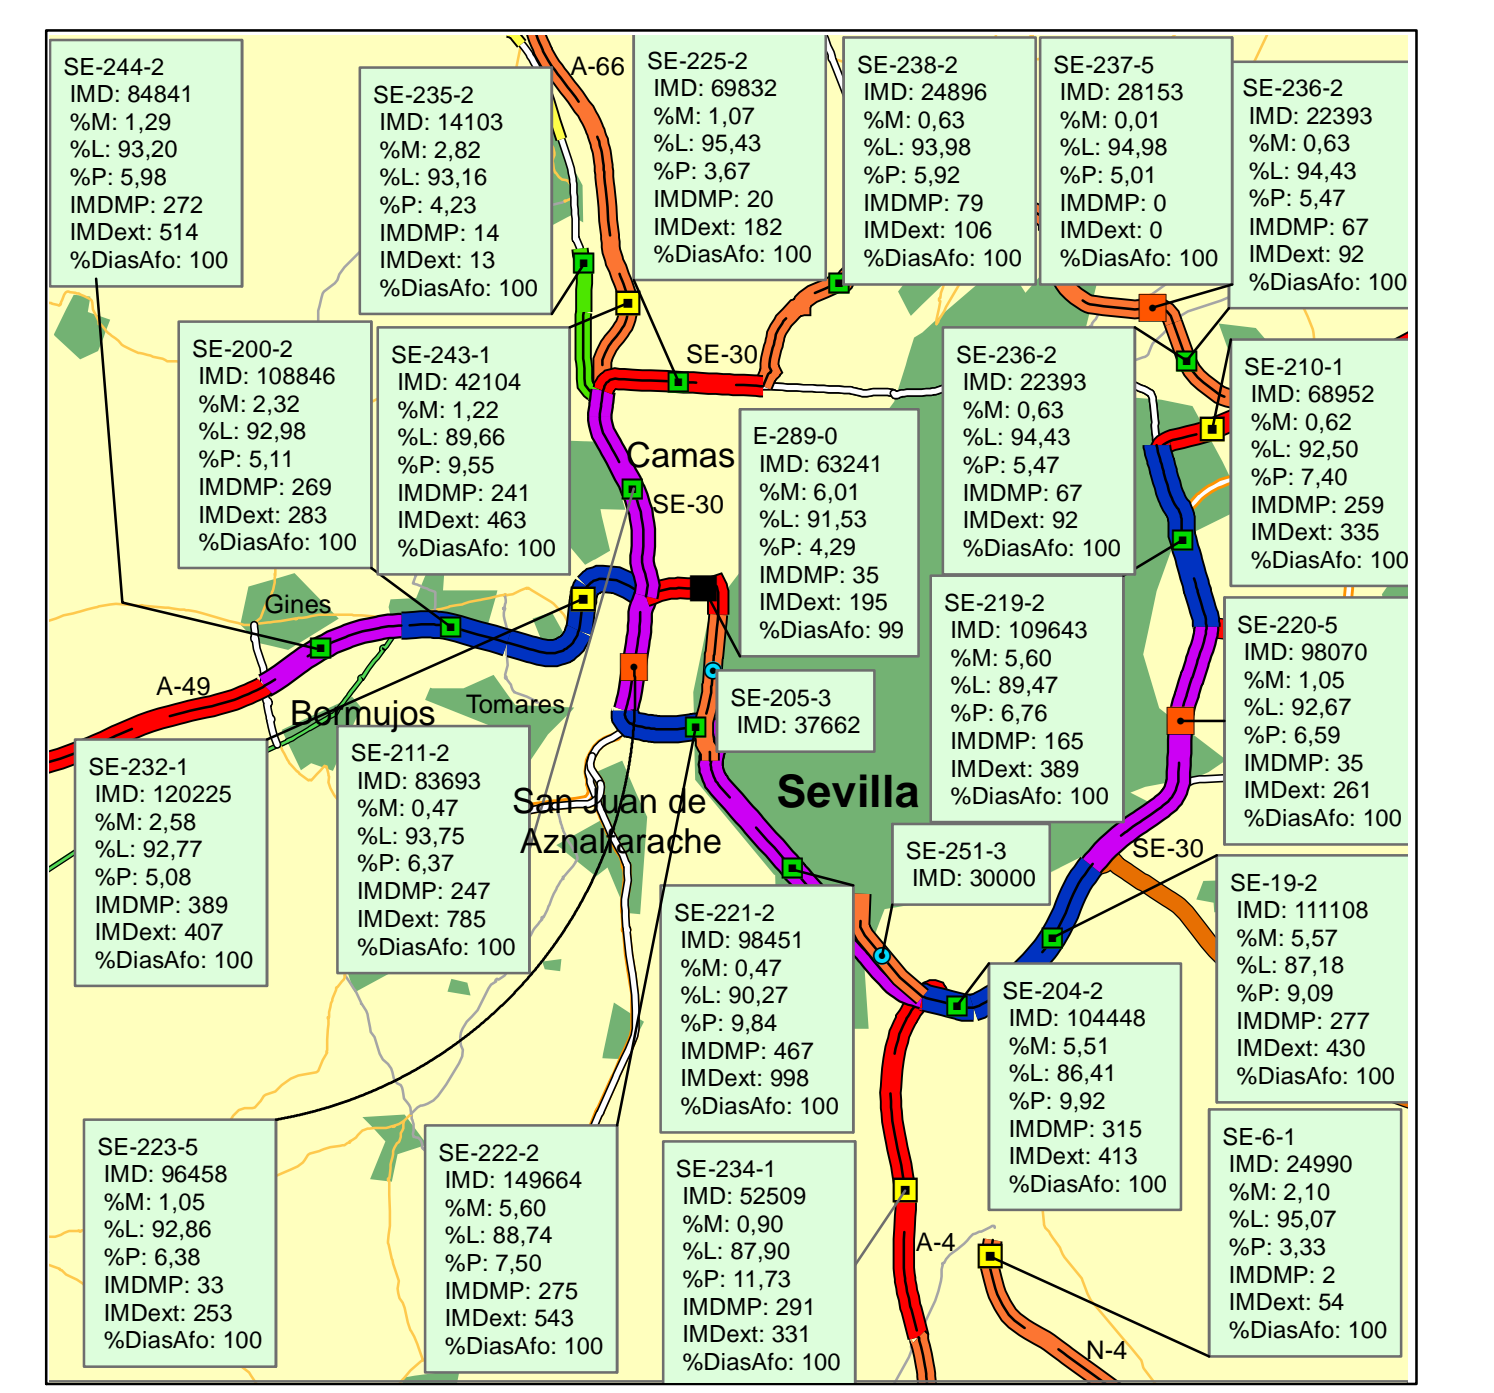 SE-244-2
IMD: 84841
%M: 1,29
%L: 93,20
%P: 5,98
IMDMP: 272
IMDext: 514
%DiasAfo: 100
SE-235-2
IMD: 14103
%M: 2,82
%L: 93,16
%P: 4,23
IMDMP: 14
IMDext: 13
%DiasAfo: 100
A-66
SE-225-2
IMD: 69832
%M: 1,07
%L: 95,43
%P: 3,67
IMDMP: 20
IMDext: 182
%DiasAfo: 100
SE-238-2
IMD: 24896
%M: 0,63
%L: 93,98
%P: 5,92
IMDMP: 79
IMDext: 106
%DiasAfo: 100
SE-237-5
IMD: 28153
%M: 0,01
%L: 94,98
%P: 5,01
IMDMP: 0
IMDext: 0
%DiasAfo: 100
SE-236-2
IMD: 22393
%M: 0,63
%L: 94,43
%P: 5,47
IMDMP: 67
IMDext: 92
%DiasAfo: 100
SE-200-2
IMD: 108846
%M: 2,32
%L: 92,98
%P: 5,11
IMDMP: 269
IMDext: 283
%DiasAfo: 100
SE-243-1
IMD: 42104
%M: 1,22
%L: 89,66
%P: 9,55
IMDMP: 241
IMDext: 463
%DiasAfo: 100
SE-30
Camas
SE-30
E-289-0
IMD: 63241
%M: 6,01
%L: 91,53
%P: 4,29
IMDMP: 35
IMDext: 195
%DiasAfo: 99
SE-236-2
IMD: 22393
%M: 0,63
%L: 94,43
%P: 5,47
IMDMP: 67
IMDext: 92
%DiasAfo: 100
SE-210-1
IMD: 68952
%M: 0,62
%L: 92,50
%P: 7,40
IMDMP: 259
IMDext: 335
%DiasAfo: 100
Gines
A-49
Bormujos
Tomares
SE-205-3
IMD: 37662
SE-219-2
IMD: 109643
%M: 5,60
%L: 89,47
%P: 6,76
IMDMP: 165
IMDext: 389
%DiasAfo: 100
SE-220-5
IMD: 98070
%M: 1,05
%L: 92,67
%P: 6,59
IMDMP: 35
IMDext: 261
%DiasAfo: 100
SE-232-1
IMD: 120225
%M: 2,58
%L: 92,77
%P: 5,08
IMDMP: 389
IMDext: 407
%DiasAfo: 100
SE-211-2
IMD: 83693
%M: 0,47
%L: 93,75
%P: 6,37
IMDMP: 247
IMDext: 785
%DiasAfo: 100
San Juan de
Aznalfarache
Sevilla
SE-251-3
IMD: 30000
SE-30
SE-221-2
IMD: 98451
%M: 0,47
%L: 90,27
%P: 9,84
IMDMP: 467
IMDext: 998
%DiasAfo: 100
SE-19-2
IMD: 111108
%M: 5,57
%L: 87,18
%P: 9,09
IMDMP: 277
IMDext: 430
%DiasAfo: 100
SE-204-2
IMD: 104448
%M: 5,51
%L: 86,41
%P: 9,92
IMDMP: 315
IMDext: 413
%DiasAfo: 100
SE-223-5
IMD: 96458
%M: 1,05
%L: 92,86
%P: 6,38
IMDMP: 33
IMDext: 253
%DiasAfo: 100
SE-222-2
IMD: 149664
%M: 5,60
%L: 88,74
%P: 7,50
IMDMP: 275
IMDext: 543
%DiasAfo: 100
SE-234-1
IMD: 52509
%M: 0,90
%L: 87,90
%P: 11,73
IMDMP: 291
IMDext: 331
%DiasAfo: 100
A-4
N-4
SE-6-1
IMD: 24990
%M: 2,10
%L: 95,07
%P: 3,33
IMDMP: 2
IMDext: 54
%DiasAfo: 100